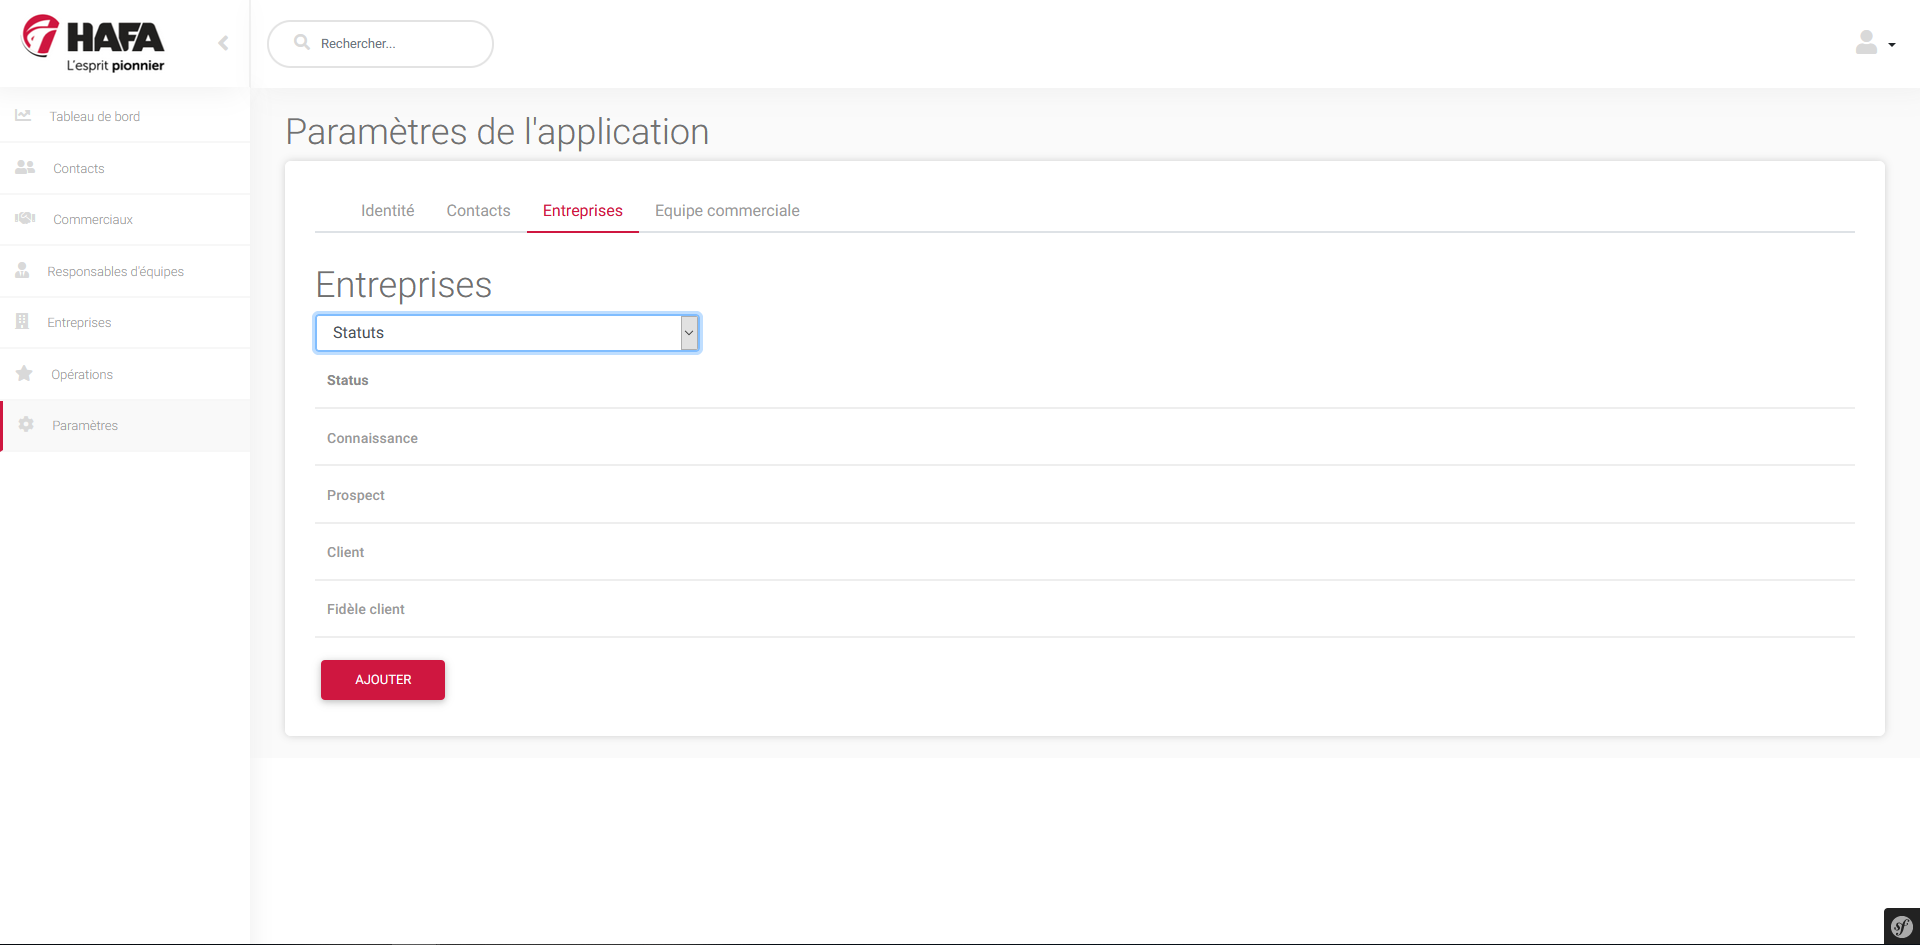 HAFA
L'esprit pionnier
Rechercher...
Tableau de bord
Contacts
Commerciaux
Responsables d'équipes
Entreprises
Opérations
Paramètres
Paramètres de l'application
Identité
Contacts
Entreprises
Equipe commerciale
Entreprises
Statuts
Status
Connaissance
Prospect
Client
Fidèle client
AJOUTER
sf